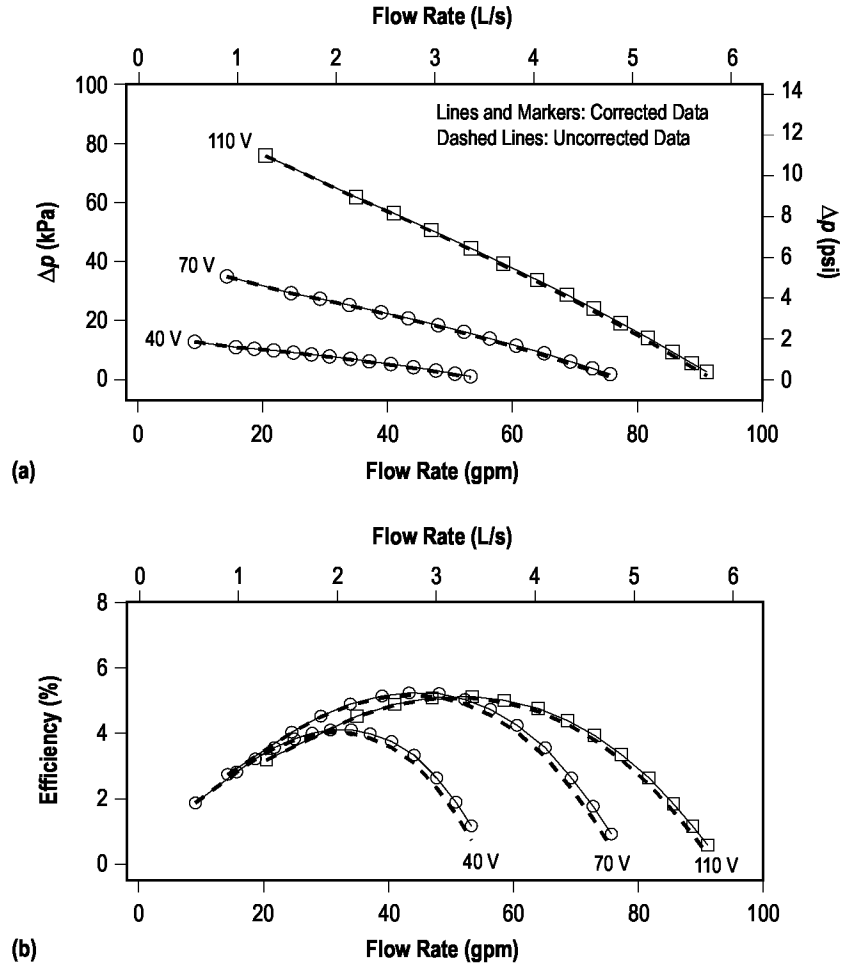 Flow Rate (L/s)
0 1 2 3 4 5 6
100
80
60
40
20
0
Δp (kPa)
14
12
10
8
6
4
2
0
Δp (psi)
Lines and Markers: Corrected Data
Dashed Lines: Uncorrected Data
110 V
70 V
40 V
0 20 40 60 80 100
Flow Rate (gpm)
(a)
Flow Rate (L/s)
0 1 2 3 4 5 6
8
6
4
2
0
Efficiency (%)
40 V 70 V 110 V
0 20 40 60 80 100
Flow Rate (gpm)
(b)